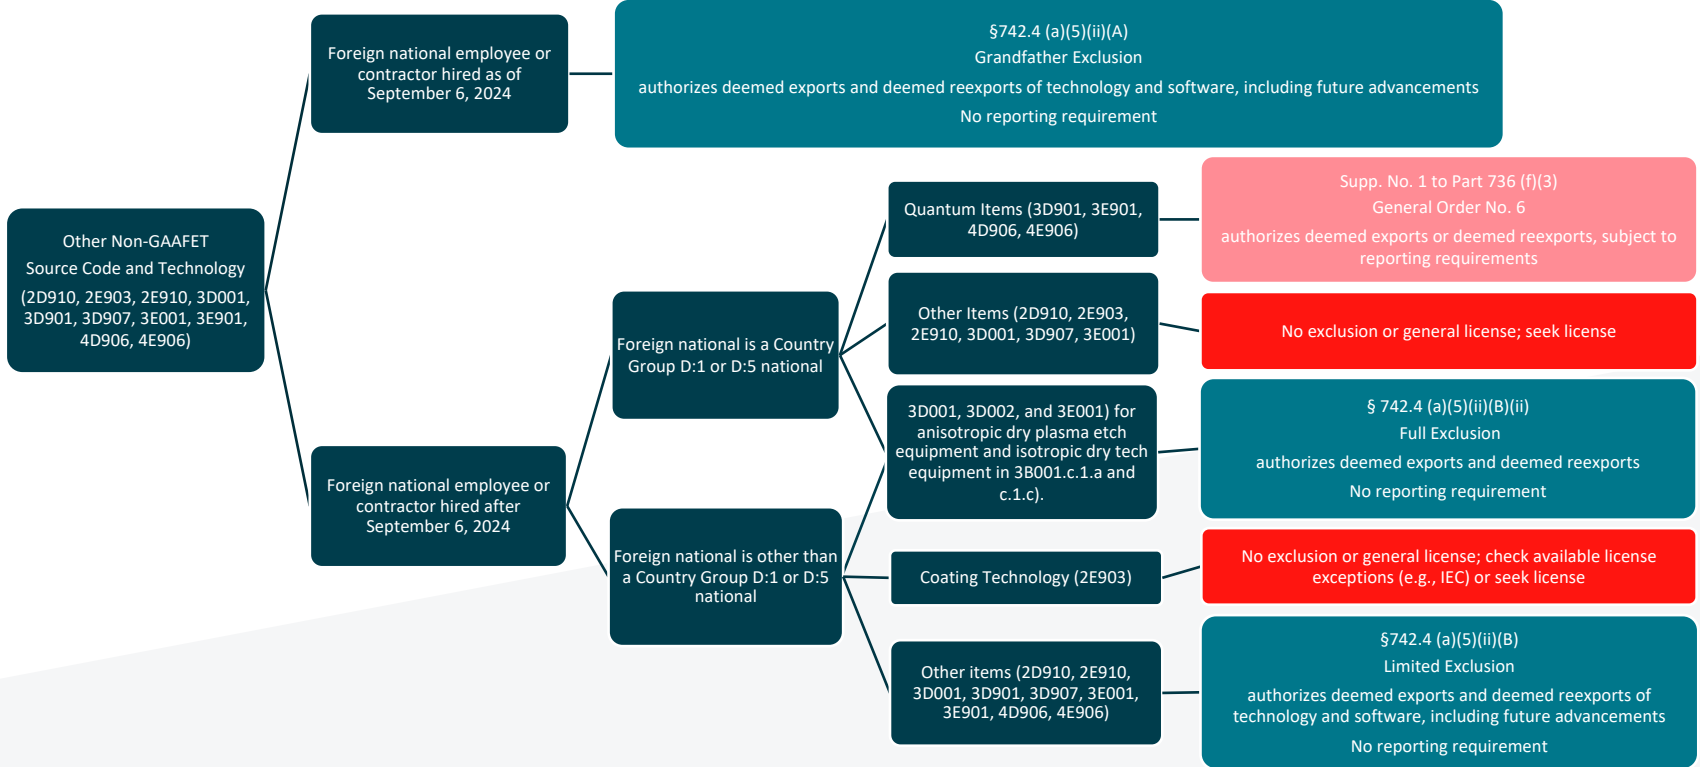 Foreign national employee or
contractor hired as of
September 6, 2024
§742.4 (a)(5)(ii)(A)
Grandfather Exclusion
authorizes deemed exports and deemed reexports of technology and software, including future advancements
No reporting requirement
Other Non-GAAFET
Source Code and Technology
(2D910, 2E903, 2E910, 3D001,
3D901, 3D907, 3E001, 3E901,
4D906, 4E906)
Foreign national employee or
contractor hired after
September 6, 2024
Foreign national is a Country
Group D:1 or D:5 national
Foreign national is other than
a Country Group D:1 or D:5
national
Quantum Items (3D901, 3E901,
4D906, 4E906)
Supp. No. 1 to Part 736 (f)(3)
General Order No. 6
authorizes deemed exports or deemed reexports, subject to
reporting requirements
Other Items (2D910, 2E903,
2E910, 3D001, 3D907, 3E001)
No exclusion or general license; seek license
3D001, 3D002, and 3E001) for
anisotropic dry plasma etch
equipment and isotropic dry tech
equipment in 3B001.c.1.a and
c.1.c).
§ 742.4 (a)(5)(ii)(B)(ii)
Full Exclusion
authorizes deemed exports and deemed reexports
No reporting requirement
Coating Technology (2E903)
No exclusion or general license; check available license
exceptions (e.g., IEC) or seek license
Other items (2D910, 2E910,
3D001, 3D901, 3D907, 3E001,
3E901, 4D906, 4E906)
§742.4 (a)(5)(ii)(B)
Limited Exclusion
authorizes deemed exports and deemed reexports of
technology and software, including future advancements
No reporting requirement